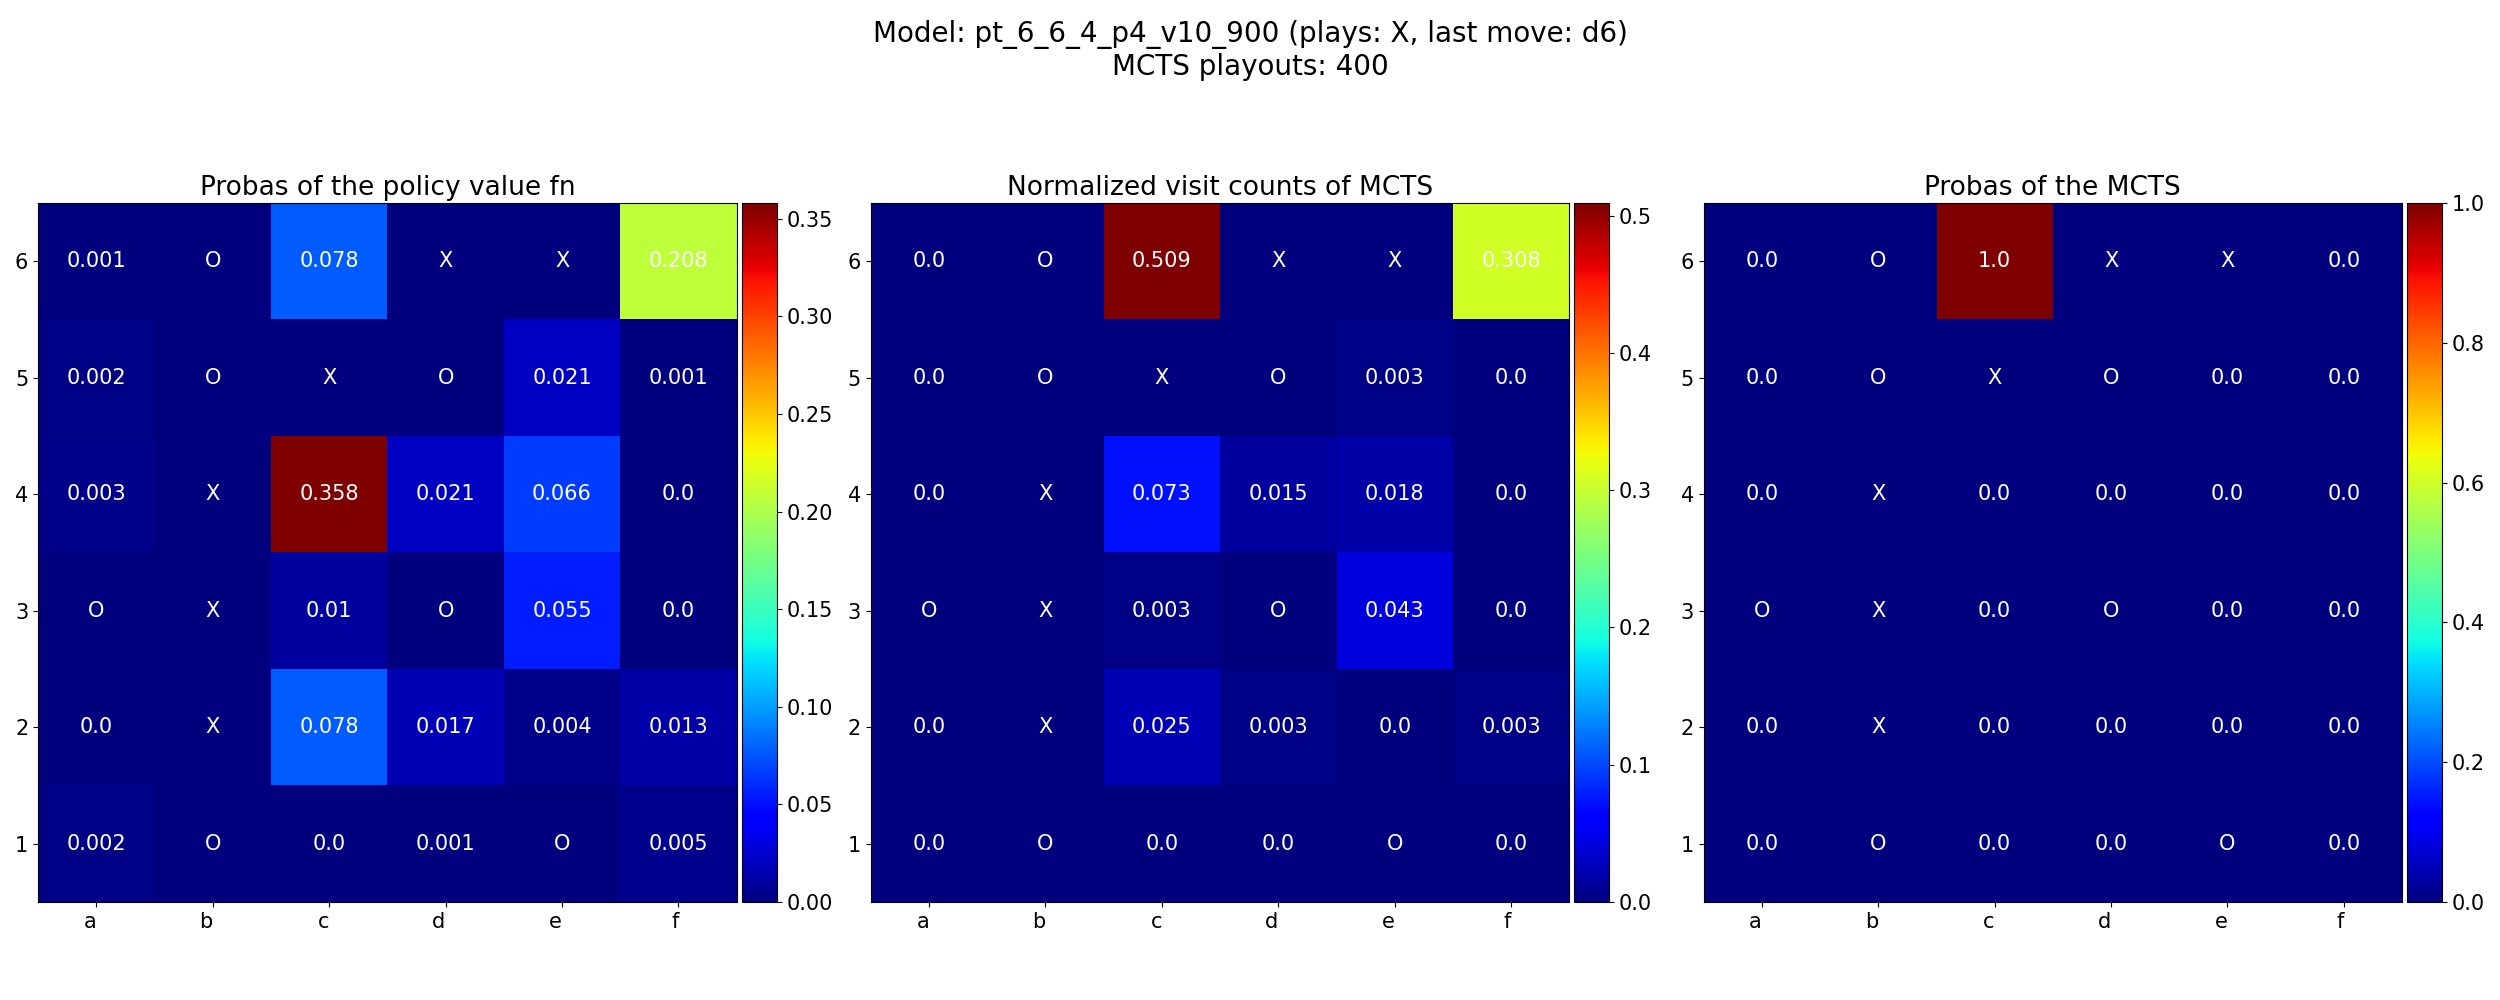 Model: pt_6_6_4_p4_v10_900 (plays: X, last move: d6)
MCTS playouts: 400
Probas of the policy value fn
6 0.001 O 0.078 X X 0.208
5 0.002 O X O 0.021 0.001
4 0.003 X 0.358 0.021 0.066 0.0
3 O X 0.01 O 0.055 0.0
2 0.0 X 0.078 0.017 0.004 0.013
1 0.002 O 0.0 0.001 O 0.005
a b c d e f
0.35
0.30
0.25
0.20
0.15
0.10
0.05
0.00
Normalized visit counts of MCTS
6 0.0 O 0.509 X X 0.308
5 0.0 O X O 0.003 0.0
4 0.0 X 0.073 0.015 0.018 0.0
3 O X 0.003 O 0.043 0.0
2 0.0 X 0.025 0.003 0.0 0.003
1 0.0 O 0.0 0.0 O 0.0
a b c d e f
0.5
0.4
0.3
0.2
0.1
0.0
Probas of the MCTS
6 0.0 O 1.0 X X 0.0
5 0.0 O X O 0.0 0.0
4 0.0 X 0.0 0.0 0.0 0.0
3 O X 0.0 O 0.0 0.0
2 0.0 X 0.0 0.0 0.0 0.0
1 0.0 O 0.0 0.0 O 0.0
a b c d e f
1.0
0.8
0.6
0.4
0.2
0.0